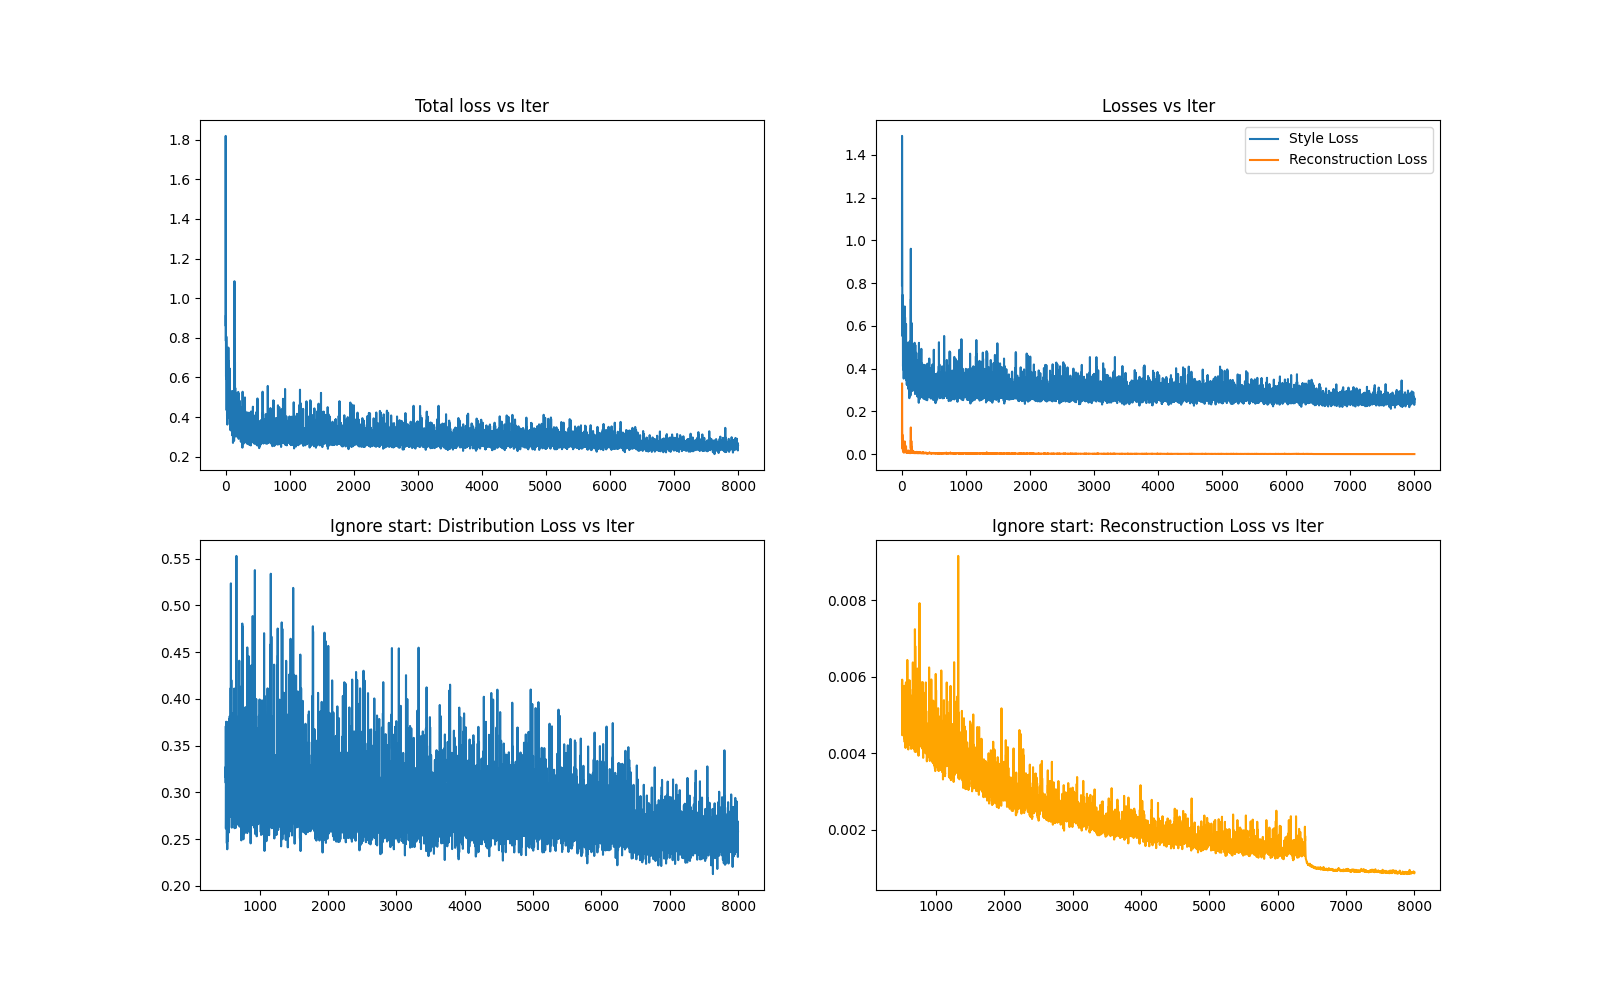 Total loss vs Iter
1.8
1.6
1.4
1.2
1.0
0.8
0.6
0.4
0.2
0 1000 2000 3000 4000 5000 6000 7000 8000
Losses vs Iter
Style Loss
Reconstruction Loss
1.4
1.2
1.0
0.8
0.6
0.4
0.2
0.0
0 1000 2000 3000 4000 5000 6000 7000 8000
Ignore start: Distribution Loss vs Iter
0.55
0.50
0.45
0.40
0.35
0.30
0.25
0.20
1000 2000 3000 4000 5000 6000 7000 8000
Ignore start: Reconstruction Loss vs Iter
0.008
0.006
0.004
0.002
1000 2000 3000 4000 5000 6000 7000 8000